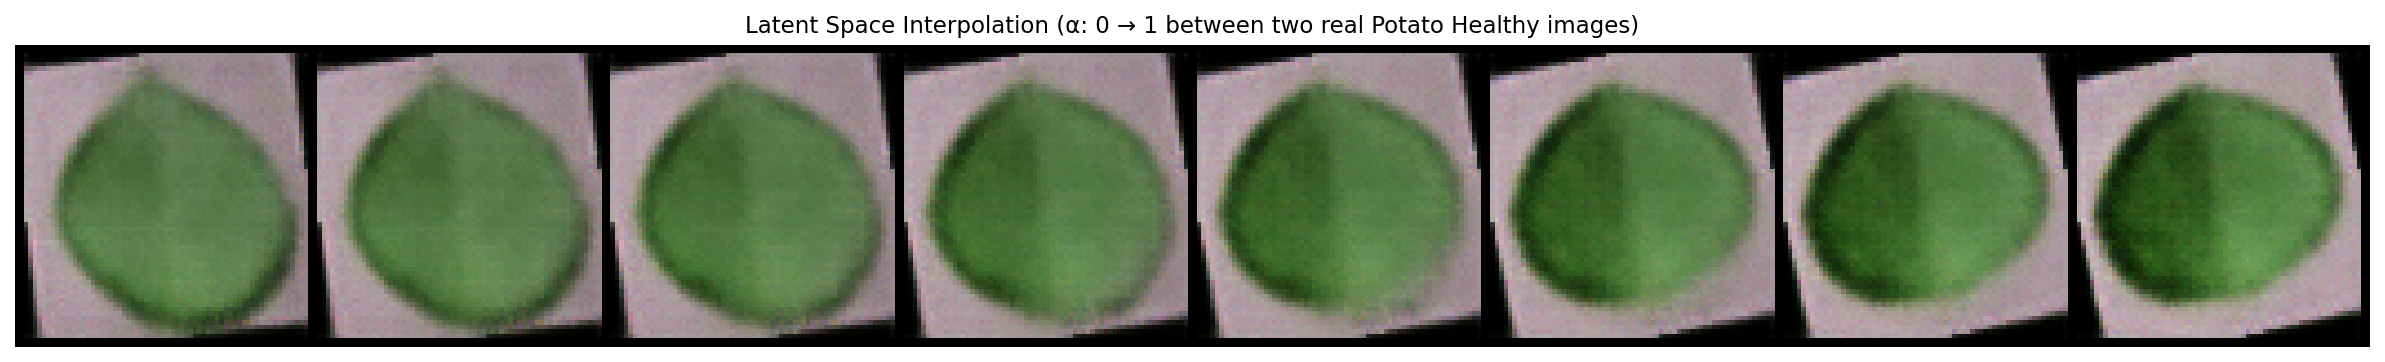 Latent Space Interpolation (α: 0 → 1 between two real Potato Healthy images)